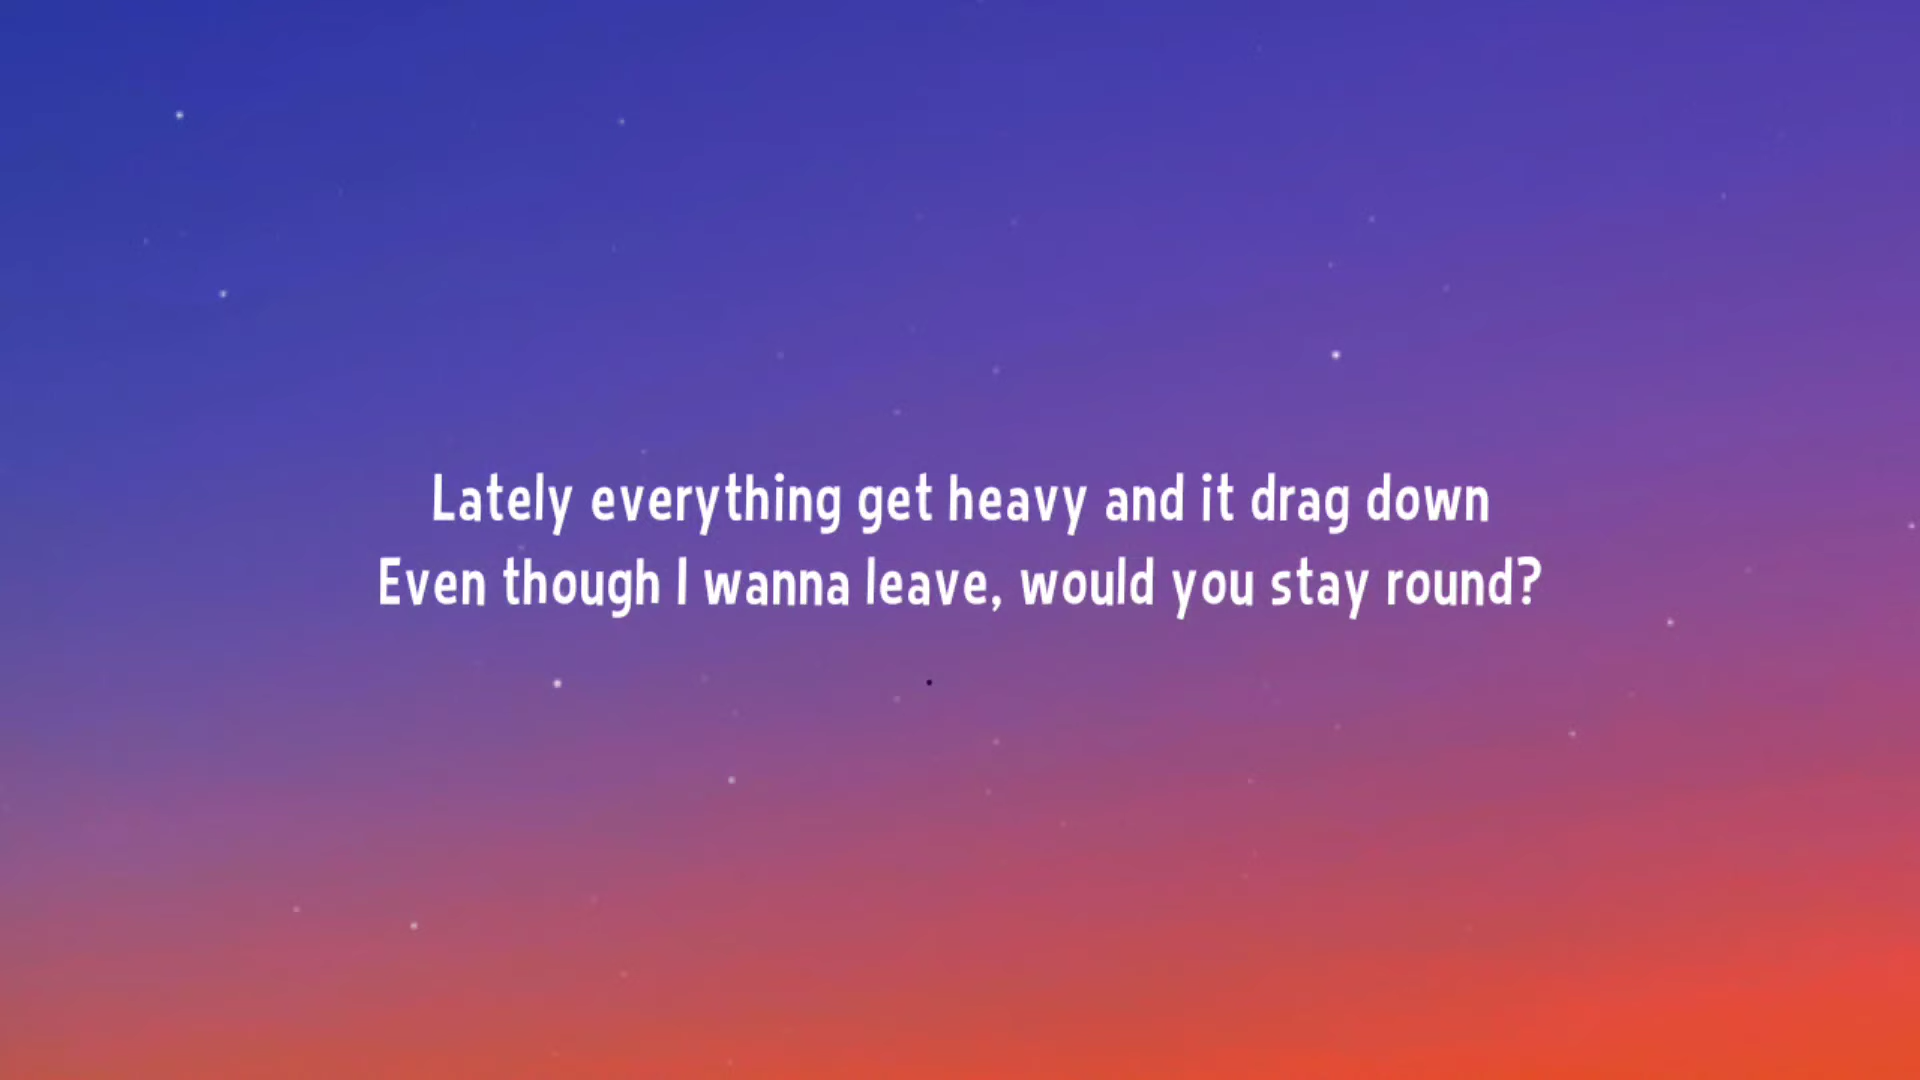 Lately everything get heavy and it drag down
Even though I wanna leave, would you stay round?